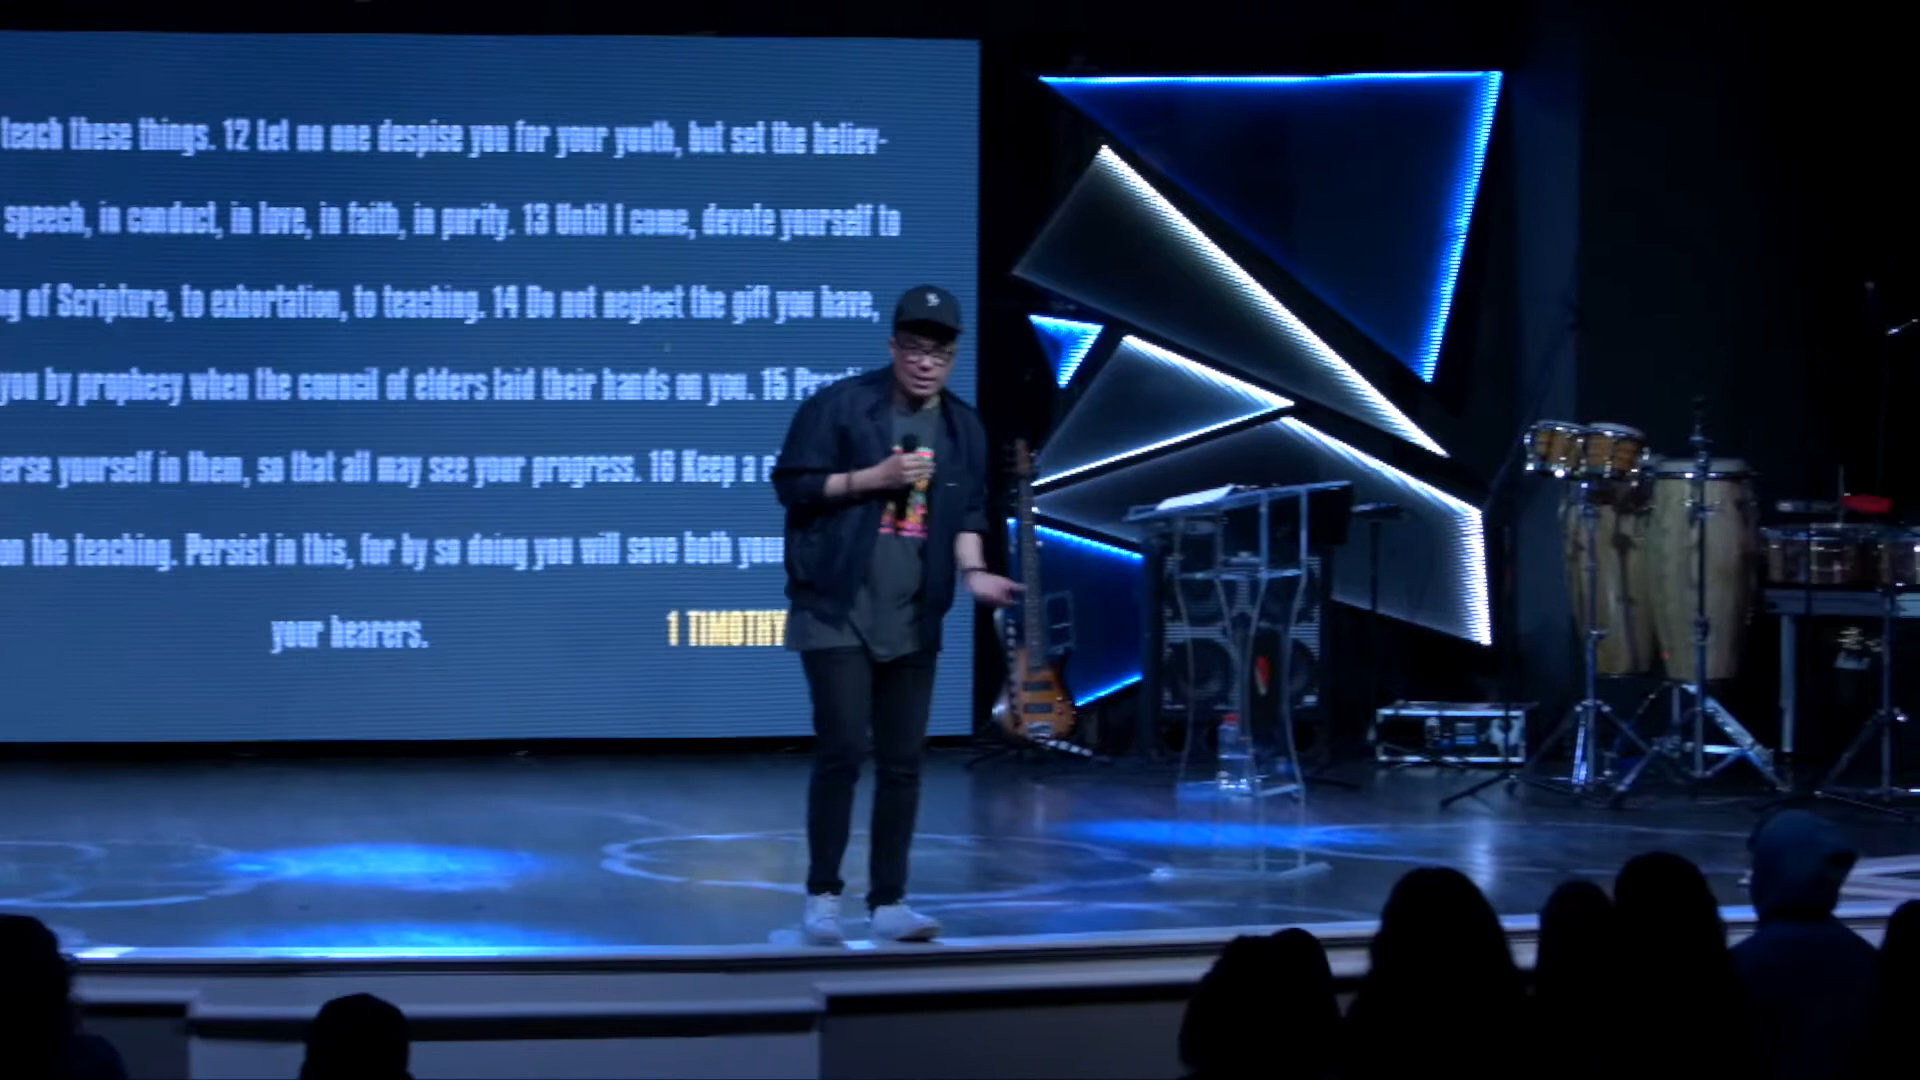 teach these things. 12 Let no one despise you for your youth, but set the believ-
speech, in conduct, in love, in faith, in purity. 13 Until I come, devote yourself to
of Scripture, to exhortation, to teaching. 14 Do not neglect the gift you have,
you by prophecy when the council of elders laid their hands on you. 15
yourself in them, so that all may see your progress. 16 Keep a
on the teaching. Persist in this, for by so doing you will save both
your hearers.
1 TIMOTHY